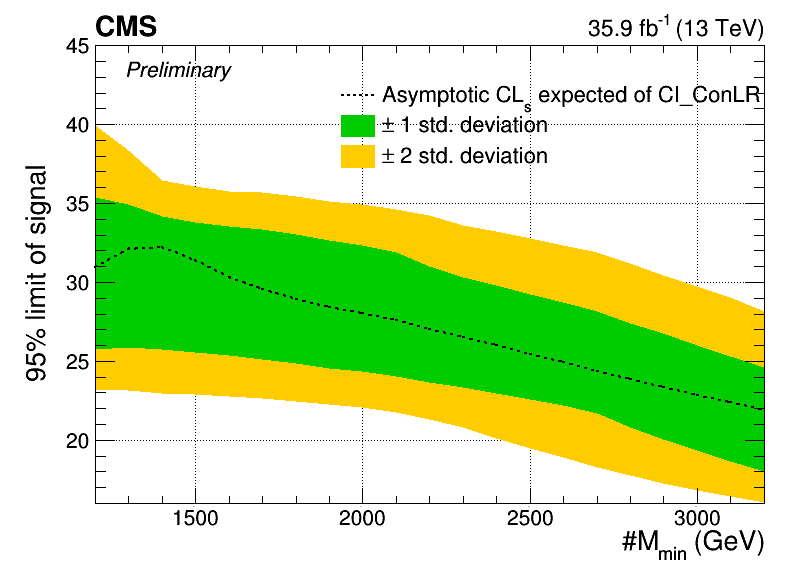 CMS 35.9 fb⁻¹ (13 TeV)
Preliminary
Asymptotic CLₛ expected of CI_ConLR
± 1 std. deviation
± 2 std. deviation
95% limit of signal
45
40
35
30
25
20
1500 2000 2500 3000
#M_min (GeV)